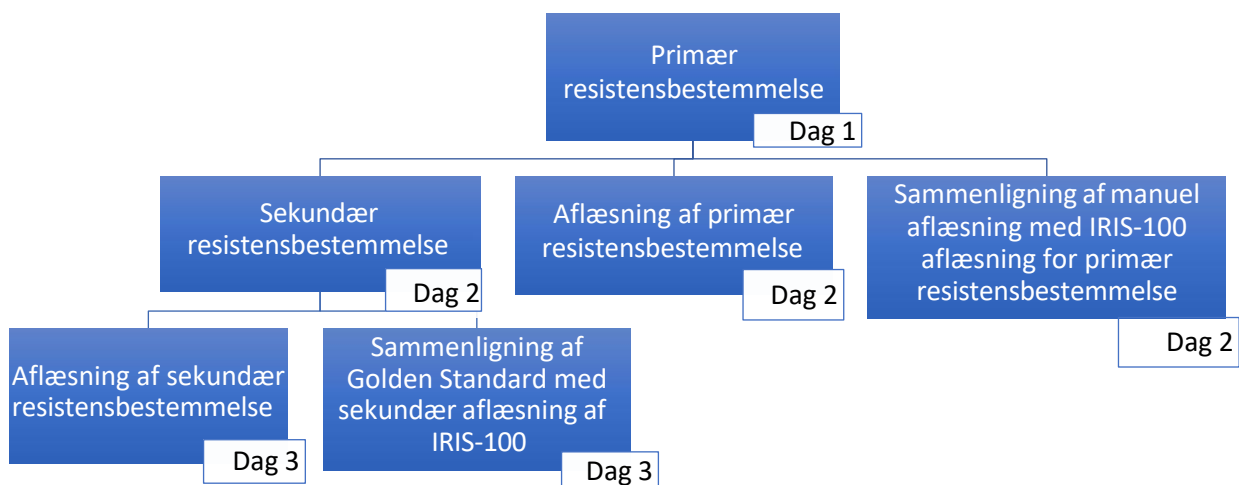 Primær
resistensbestemmelse
Dag 1
Sekundær
resistensbestemmelse
Dag 2
Aflæsning af primær
resistensbestemmelse
Dag 2
Sammenligning af manuel
aflæsning med IRIS-100
aflæsning for primær
resistensbestemmelse
Dag 2
Aflæsning af sekundær
resistensbestemmelse
Dag 3
Sammenligning af
Golden Standard med
sekundær aflæsning af
IRIS-100
Dag 3